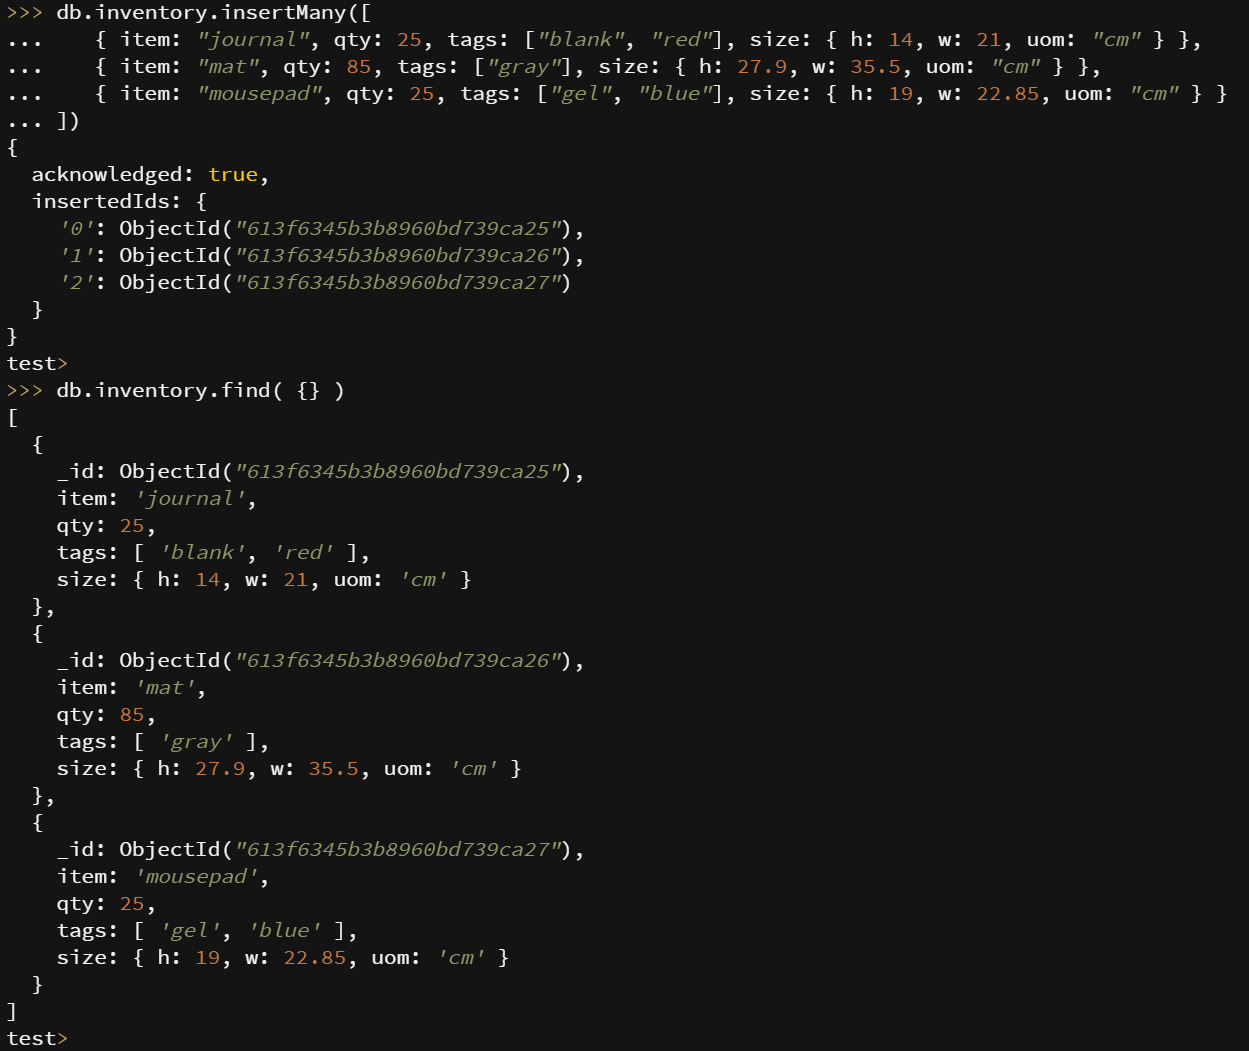 >>> db.inventory.insertMany([
...    { item: "journal", qty: 25, tags: ["blank", "red"], size: { h: 14, w: 21, uom: "cm" } },
...    { item: "mat", qty: 85, tags: ["gray"], size: { h: 27.9, w: 35.5, uom: "cm" } },
...    { item: "mousepad", qty: 25, tags: ["gel", "blue"], size: { h: 19, w: 22.85, uom: "cm" } }
... ])
{
  acknowledged: true,
  insertedIds: {
    '0': ObjectId("613f6345b3b8960bd739ca25"),
    '1': ObjectId("613f6345b3b8960bd739ca26"),
    '2': ObjectId("613f6345b3b8960bd739ca27")
  }
}
test>
>>> db.inventory.find( {} )
[
  {
    _id: ObjectId("613f6345b3b8960bd739ca25"),
    item: 'journal',
    qty: 25,
    tags: [ 'blank', 'red' ],
    size: { h: 14, w: 21, uom: 'cm' }
  },
  {
    _id: ObjectId("613f6345b3b8960bd739ca26"),
    item: 'mat',
    qty: 85,
    tags: [ 'gray' ],
    size: { h: 27.9, w: 35.5, uom: 'cm' }
  },
  {
    _id: ObjectId("613f6345b3b8960bd739ca27"),
    item: 'mousepad',
    qty: 25,
    tags: [ 'gel', 'blue' ],
    size: { h: 19, w: 22.85, uom: 'cm' }
  }
]
test>